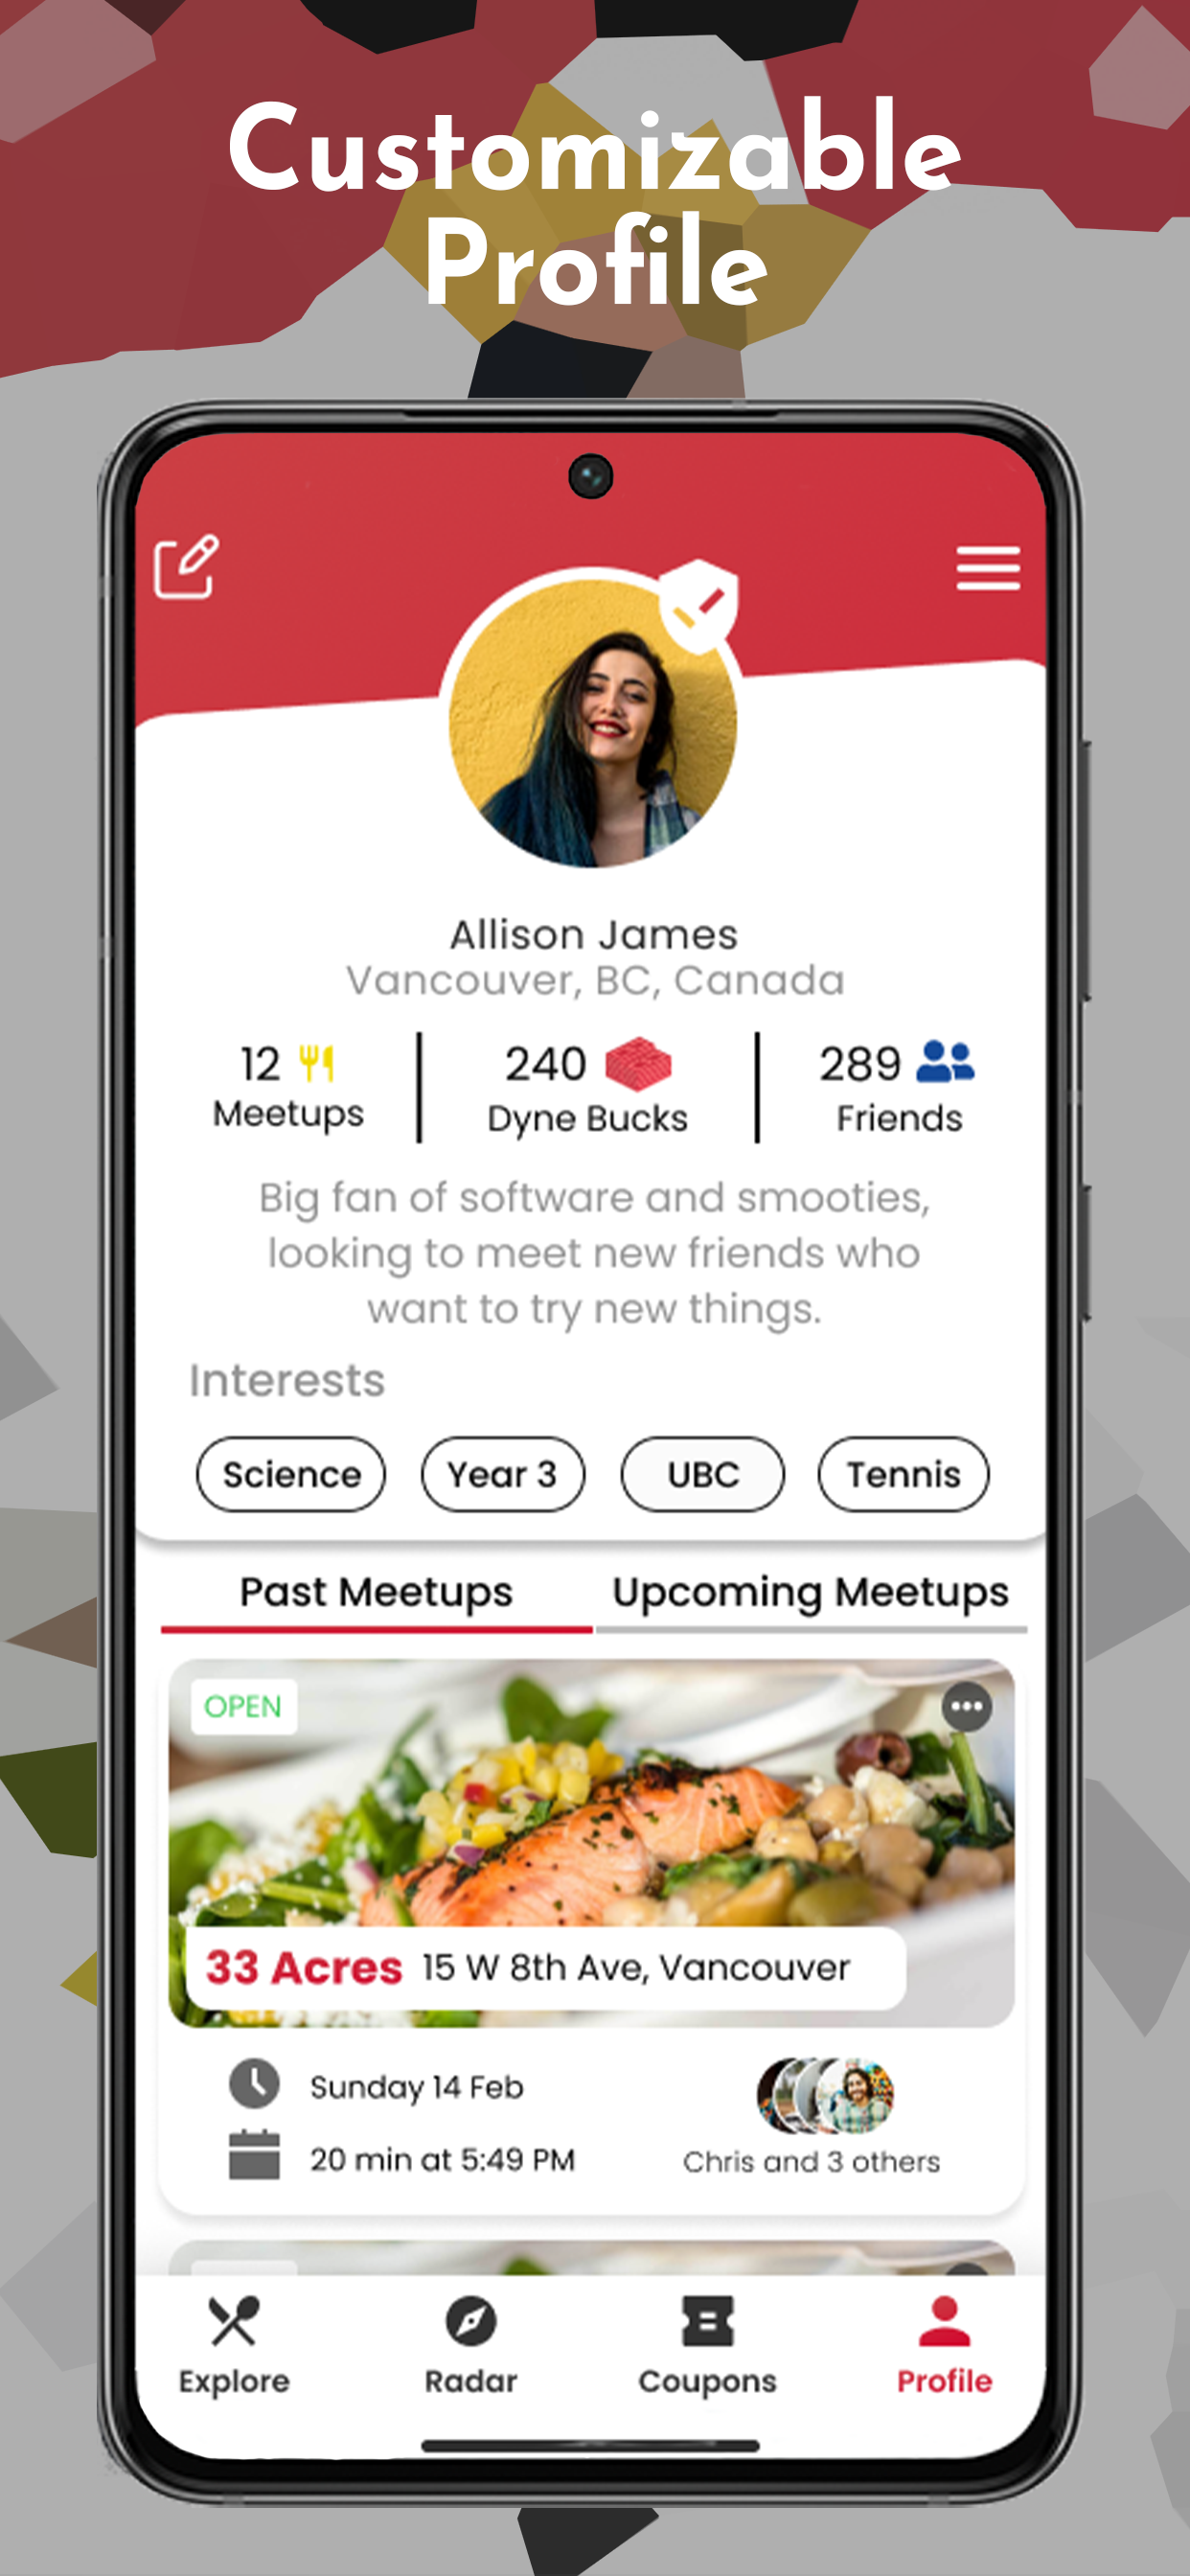 Customizable
Profile
Allison James
Vancouver, BC, Canada
12
Meetups
240
Dyne Bucks
289
Friends
Big fan of software and smooties,
looking to meet new friends who
want to try new things.
Interests
Science Year 3 UBC Tennis
Past Meetups Upcoming Meetups
OPEN
33 Acres 15 W 8th Ave, Vancouver
Sunday 14 Feb
20 min at 5:49 PM
Chris and 3 others
Explore Radar Coupons Profile